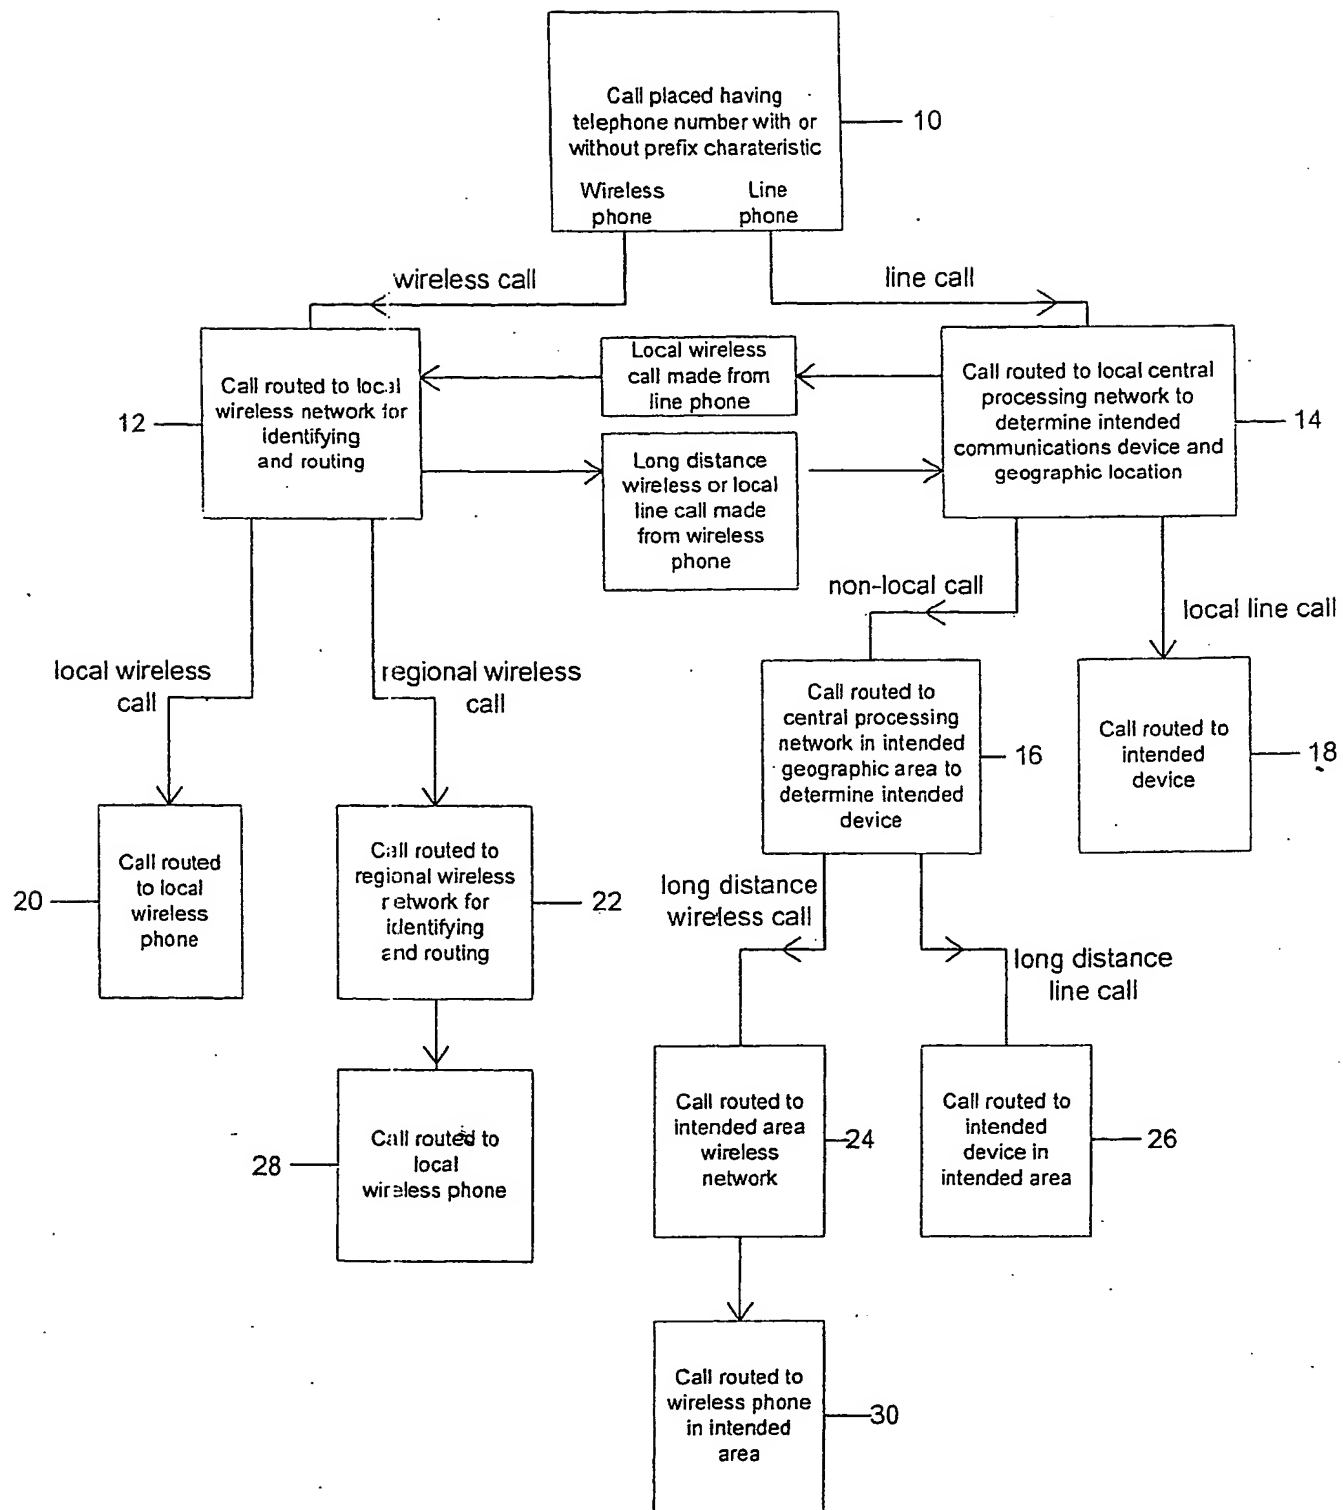 Call placed having
telephone number with or
without prefix charateristic
10
Wireless
phone
Line
phone
wireless call
line call
Call routed to local
wireless network for
identifying
and routing
12
Local wireless
call made from
line phone
Long distance
wireless or local
line call made
from wireless
phone
Call routed to local central
processing network to
determine intended
communications device and
geographic location
14
non-local call
local line call
local wireless
call
regional wireless
call
Call routed to
central processing
network in intended
geographic area to
determine intended
device
16
Call routed to
intended
device
18
Call routed
to local
wireless
phone
20
Call routed to
regional wireless
network for
identifying
and routing
22
long distance
wireless call
long distance
line call
Call routed to
local
wireless phone
28
Call routed to
intended area
wireless
network
24
Call routed to
intended
device in
intended area
26
Call routed to
wireless phone
in intended
area
30